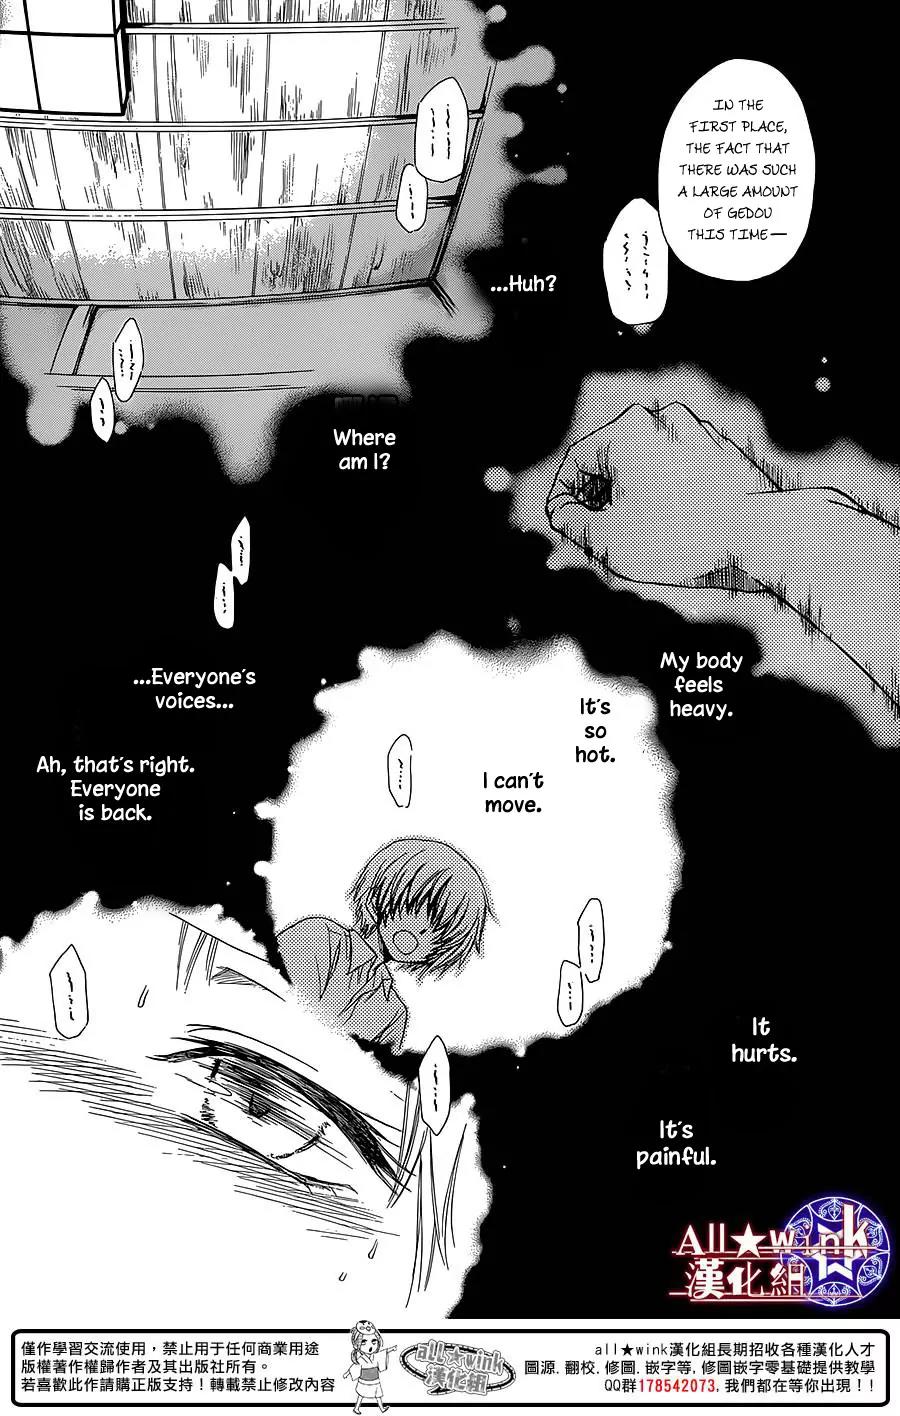 IN THE
FIRST PLACE,
THE FACT THAT
THERE WAS SUCH
A LARGE AMOUNT
OF GEDOU
THIS TIME—
...Huh?
Where
am I?
My body
feels
heavy.
It's
so
hot.
I can't
move.
...Everyone's
voices...
Ah, that's right.
Everyone
is back.
It
hurts.
It's
painful.
All★wink
漢化組
僅作學習交流使用，禁止用于任何商業用途
版權著作權歸作者及其出版社所有。
若喜歡此作請購正版支持！轉載禁止修改內容
all★wink
漢化組
all★wink漢化組長期招收各種漢化人才
圖源. 翻校. 修圖. 嵌字等, 修圖嵌字零基礎提供教學
QQ群178542073, 我們都在等你出現！！